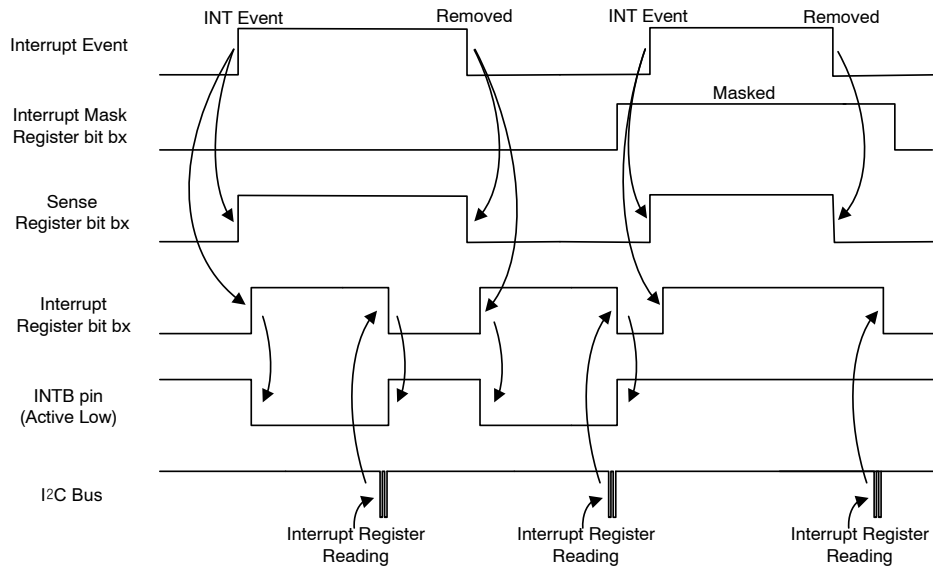 INT Event
Removed
INT Event
Removed
Interrupt Event
Masked
Interrupt Mask
Register bit bx
Sense
Register bit bx
Interrupt
Register bit bx
INTB pin
(Active Low)
I2C Bus
Interrupt Register
Reading
Interrupt Register
Reading
Interrupt Register
Reading